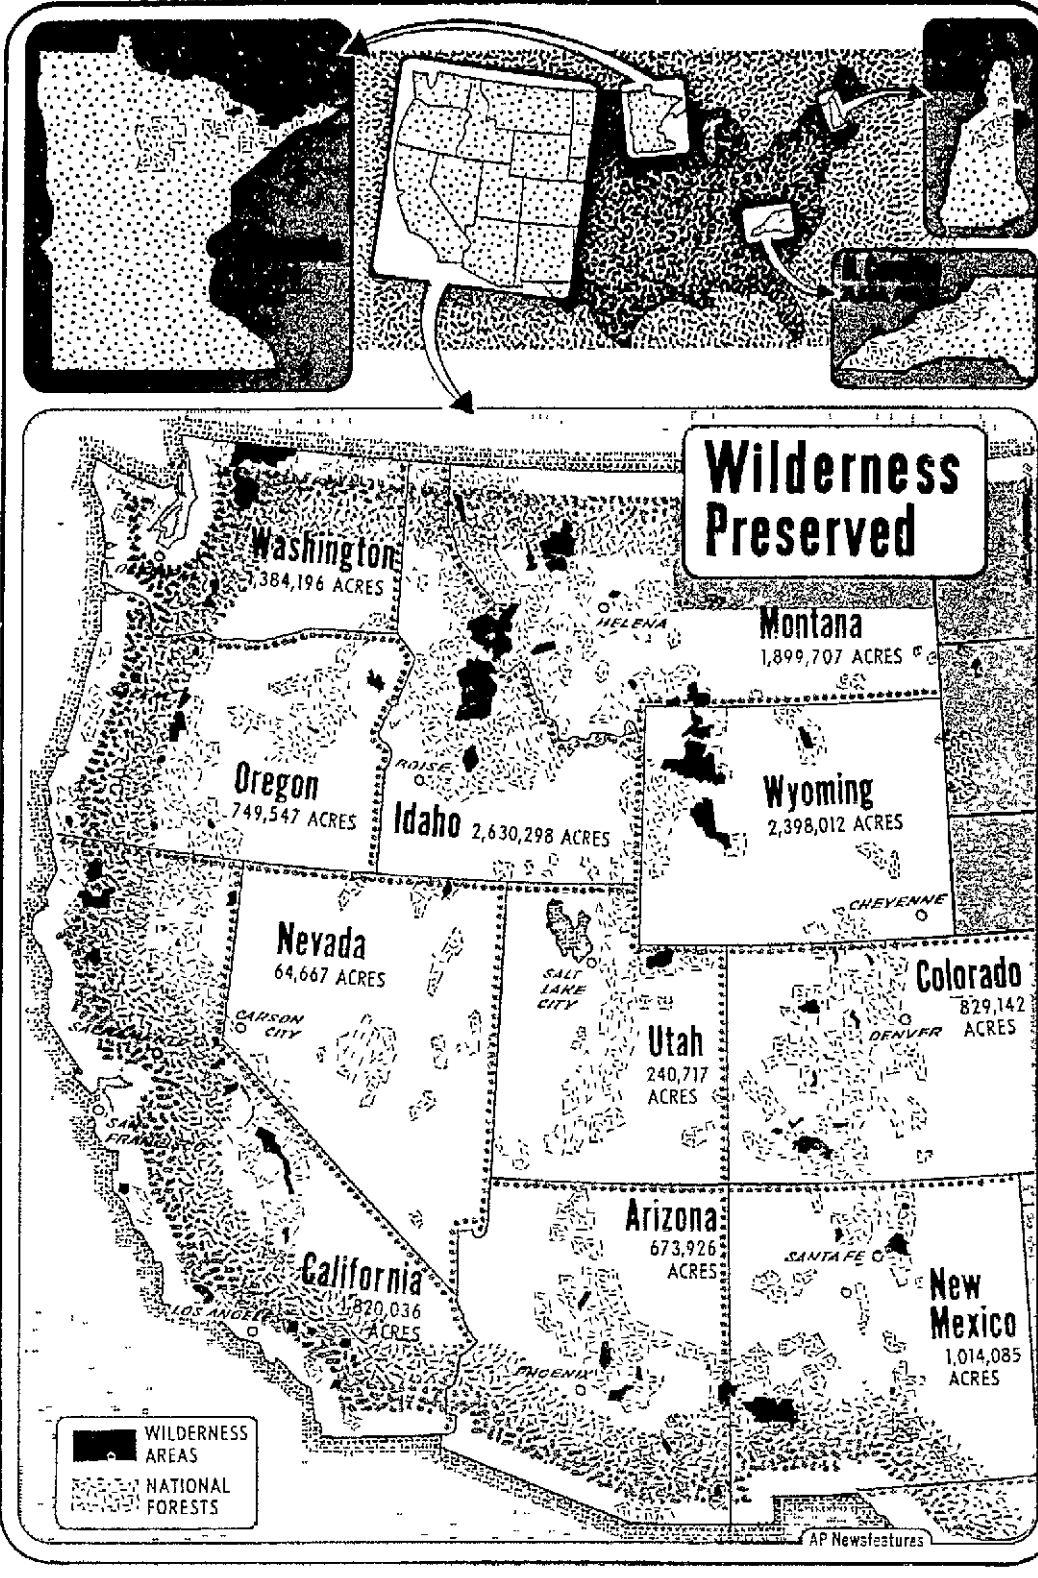 N. Carolina
Wilderness
Preserved
Washington
1,384,196 ACRES
HELENA
Montana
1,899,707 ACRES
Oregon
749,547 ACRES
BOISE
Idaho 2,630,298 ACRES
Wyoming
2,398,012 ACRES
CHEYENNE
Nevada
64,667 ACRES
CARSON
CITY
SALT
LAKE
CITY
Utah
240,717
ACRES
Colorado
829,142
ACRES
DENVER
SAN
FRANCISCO
California
1,820,036
ACRES
LOS ANGELES
Arizona
673,926
ACRES
PHOENIX
SANTA FE
New
Mexico
1,014,085
ACRES
WILDERNESS
AREAS
NATIONAL
FORESTS
AP Newsfeatures